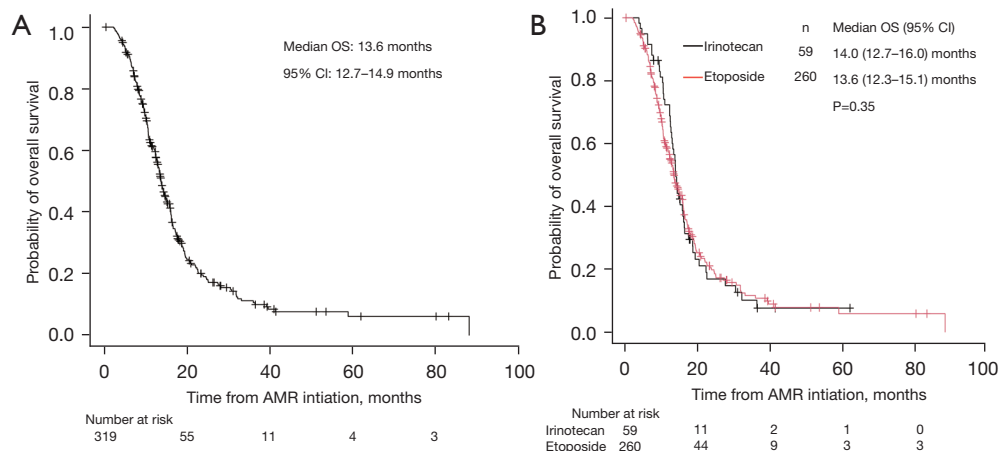 A
Probability of overall survival
1.0
0.8
0.6
0.4
0.2
0.0
Median OS: 13.6 months
95% CI: 12.7–14.9 months
0 20 40 60 80 100
Time from AMR intiation, months
Number at risk
319 55 11 4 3
B
Probability of overall survival
1.0
0.8
0.6
0.4
0.2
0.0
n Median OS (95% CI)
Irinotecan 59 14.0 (12.7–16.0) months
Etoposide 260 13.6 (12.3–15.1) months
P=0.35
0 20 40 60 80 100
Time from AMR intiation, months
Number at risk
Irinotecan 59 11 2 1 0
Etoposide 260 44 9 3 3